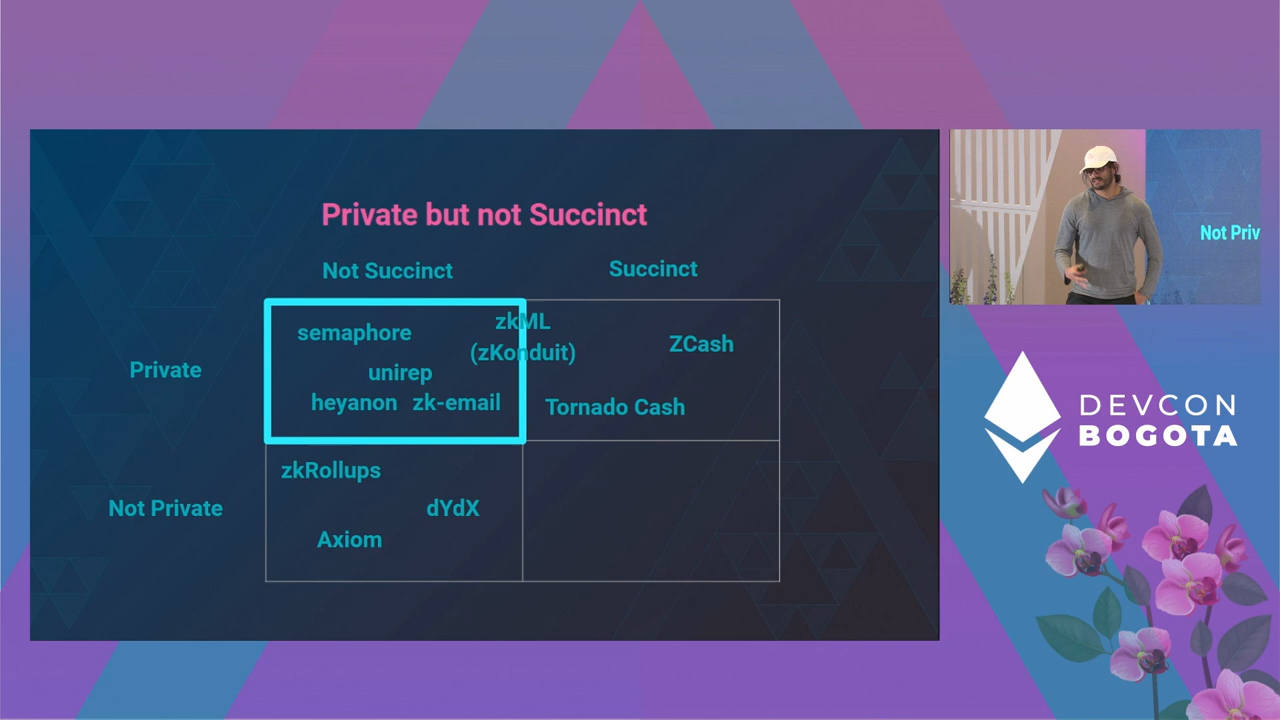 Private but not Succinct
Not Succinct
Succinct
Private
semaphore
zkML
(zKonduit)
unirep
heyanon
zk-email
ZCash
Tornado Cash
Not Private
zkRollups
dYdX
Axiom
Not Priv
DEVCON
BOGOTA